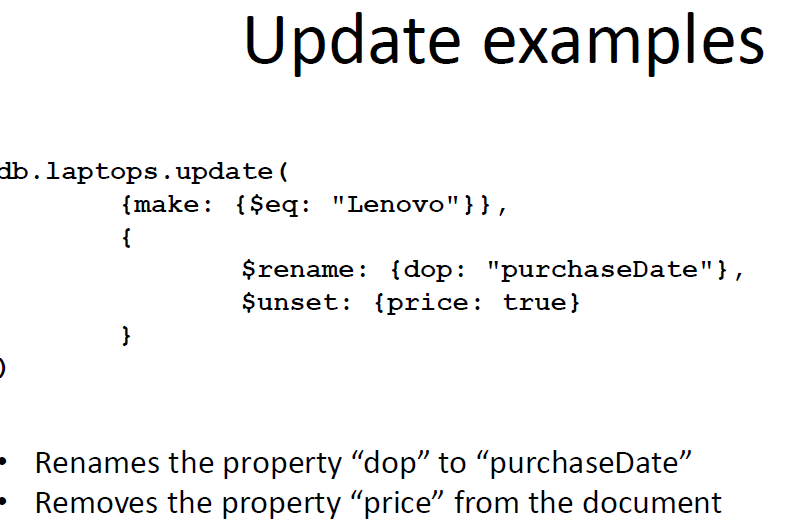 Update examples
db.laptops.update(
{make: {$eq: "Lenovo"}},
{
$rename: {dop: "purchaseDate"},
$unset: {price: true}
}
)
• Renames the property “dop” to “purchaseDate”
• Removes the property “price” from the document